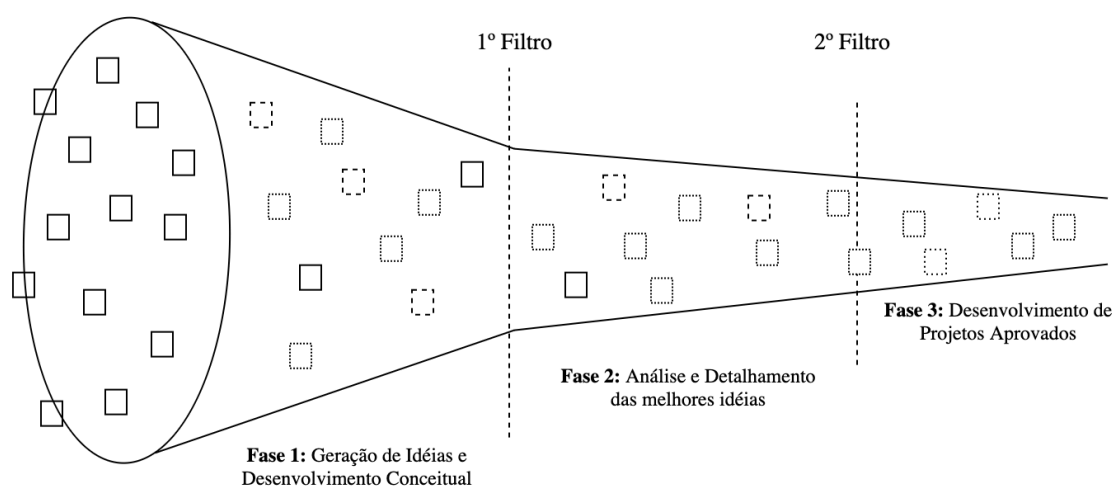 1º Filtro
2º Filtro
Fase 3: Desenvolvimento de
Projetos Aprovados
Fase 2: Análise e Detalhamento
das melhores idéias
Fase 1: Geração de Idéias e
Desenvolvimento Conceitual